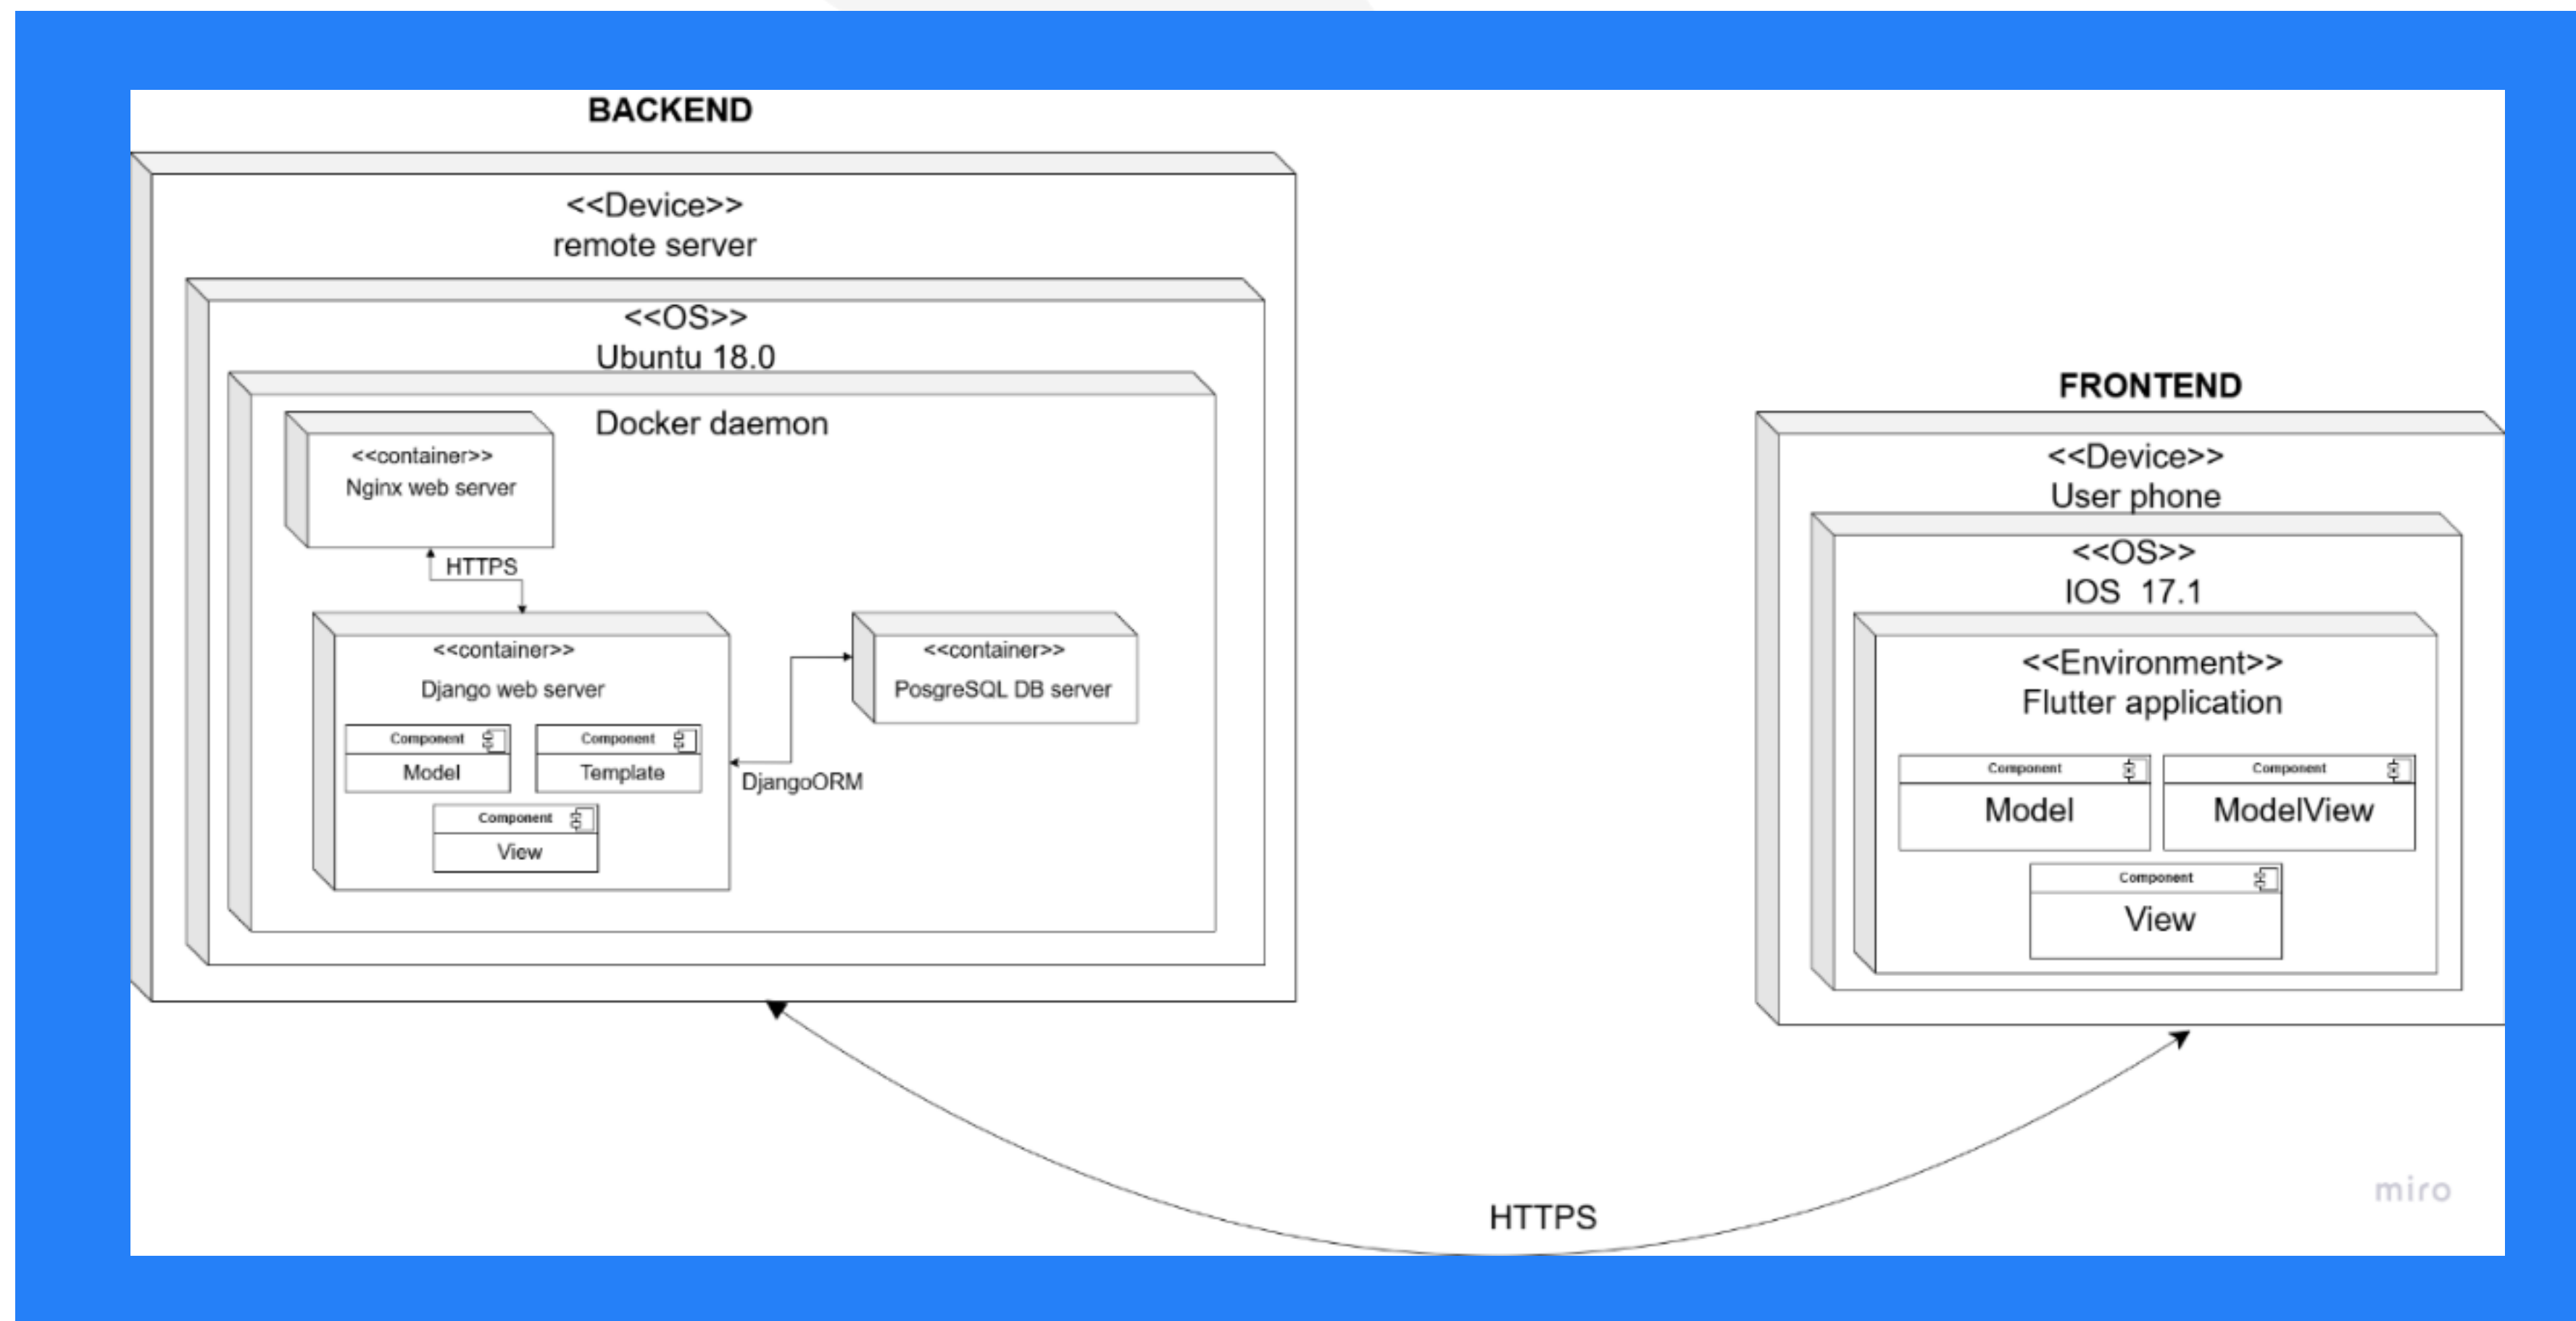 BACKEND
<<Device>>
remote server
<<OS>>
Ubuntu 18.0
Docker daemon
<<container>>
Nginx web server
HTTPS
<<container>>
Django web server
Component
Model
Component
Template
Component
View
DjangoORM
<<container>>
PosgreSQL DB server
FRONTEND
<<Device>>
User phone
<<OS>>
IOS 17.1
<<Environment>>
Flutter application
Component
Model
Component
ModelView
Component
View
HTTPS
miro